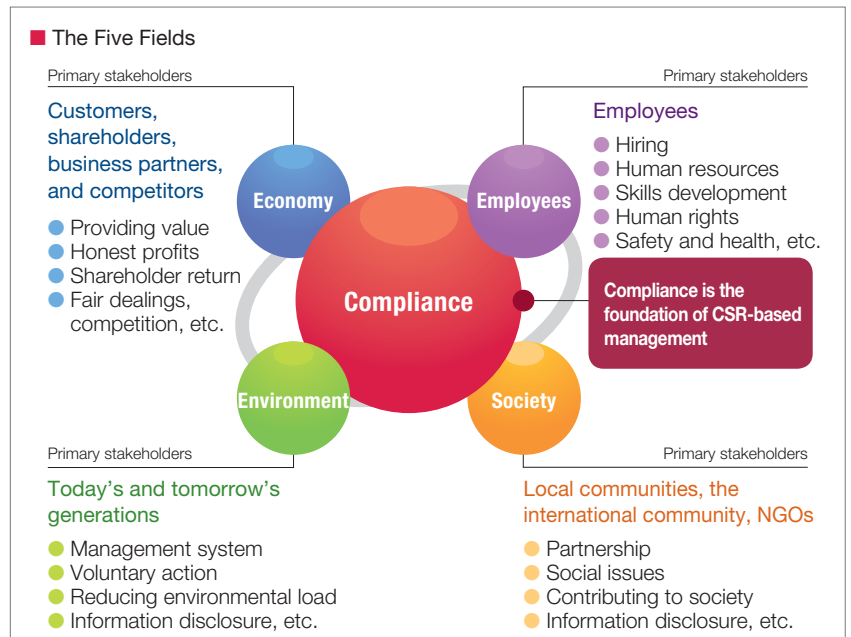 The Five Fields
Primary stakeholders
Customers,
shareholders,
business partners,
and competitors
Providing value
Honest profits
Shareholder return
Fair dealings,
competition, etc.
Economy
Primary stakeholders
Employees
Hiring
Human resources
Skills development
Human rights
Safety and health, etc.
Employees
Compliance
Compliance is the
foundation of CSR-based
management
Environment
Society
Primary stakeholders
Today's and tomorrow's
generations
Management system
Voluntary action
Reducing environmental load
Information disclosure, etc.
Primary stakeholders
Local communities, the
international community, NGOs
Partnership
Social issues
Contributing to society
Information disclosure, etc.